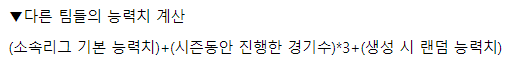 ▼다른 팀들의 능력치 계산
(소속리그 기본 능력치)+(시즌동안 진행한 경기수)*3+(생성 시 랜덤 능력치)